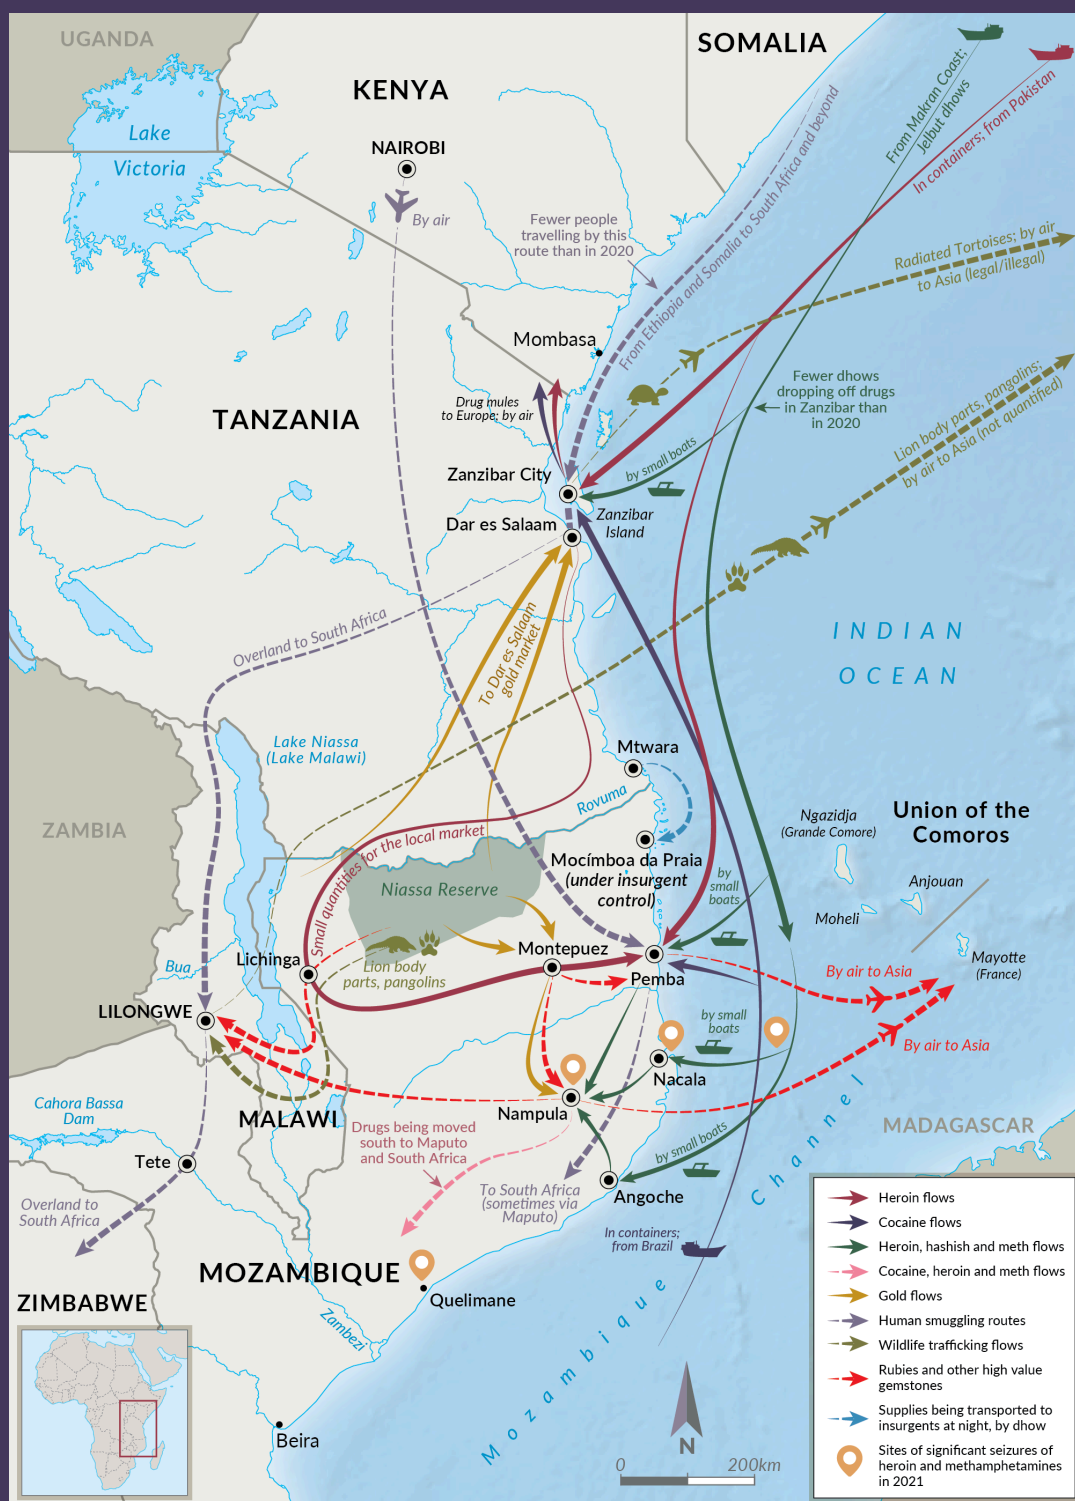 UGANDA
SOMALIA
KENYA
Lake
Victoria
NAIROBI
By air
Fewer people
travelling by this
route than in 2020
From Ethiopia and Somalia to South Africa and beyond
From Makran Coast;
Jelbut dhows
In containers; from Pakistan
Radiated Tortoises; by air
to Asia (legal/illegal)
Mombasa
Drug mules
to Europe; by air
Fewer dhows
dropping off drugs
in Zanzibar than
in 2020
Lion body parts, pangolins;
by air to Asia (not quantified)
TANZANIA
by small boats
Zanzibar City
Zanzibar
Island
Dar es Salaam
To Dar es Salaam
gold market
Overland to South Africa
INDIAN
OCEAN
Lake Niassa
(Lake Malawi)
Mtwara
Rovuma
ZAMBIA
Ngazidja
(Grande Comore)
Union of the
Comoros
Small quantities for the local market
Mocímboa da Praia
(under insurgent
control)
Niassa Reserve
by
small
boats
Anjouan
Moheli
Mayotte
(France)
Lichinga
Montepuez
Bua
Lion body
parts, pangolins
Pemba
By air to Asia
LILONGWE
by small
boats
By air to Asia
Nacala
Cahora Bassa
Dam
MALAWI
Nampula
MADAGASCAR
Drugs being moved
south to Maputo
and South Africa
by small boats
Tete
To South Africa
(sometimes via
Maputo)
Angoche
Overland to
South Africa
In containers;
from Brazil
MOZAMBIQUE
ZIMBABWE
Quelimane
Zambezi
Mozambique
Channel
Beira
N
0 200km
Heroin flows
Cocaine flows
Heroin, hashish and meth flows
Cocaine, heroin and meth flows
Gold flows
Human smuggling routes
Wildlife trafficking flows
Rubies and other high value
gemstones
Supplies being transported to
insurgents at night, by dhow
Sites of significant seizures of
heroin and methamphetamines
in 2021